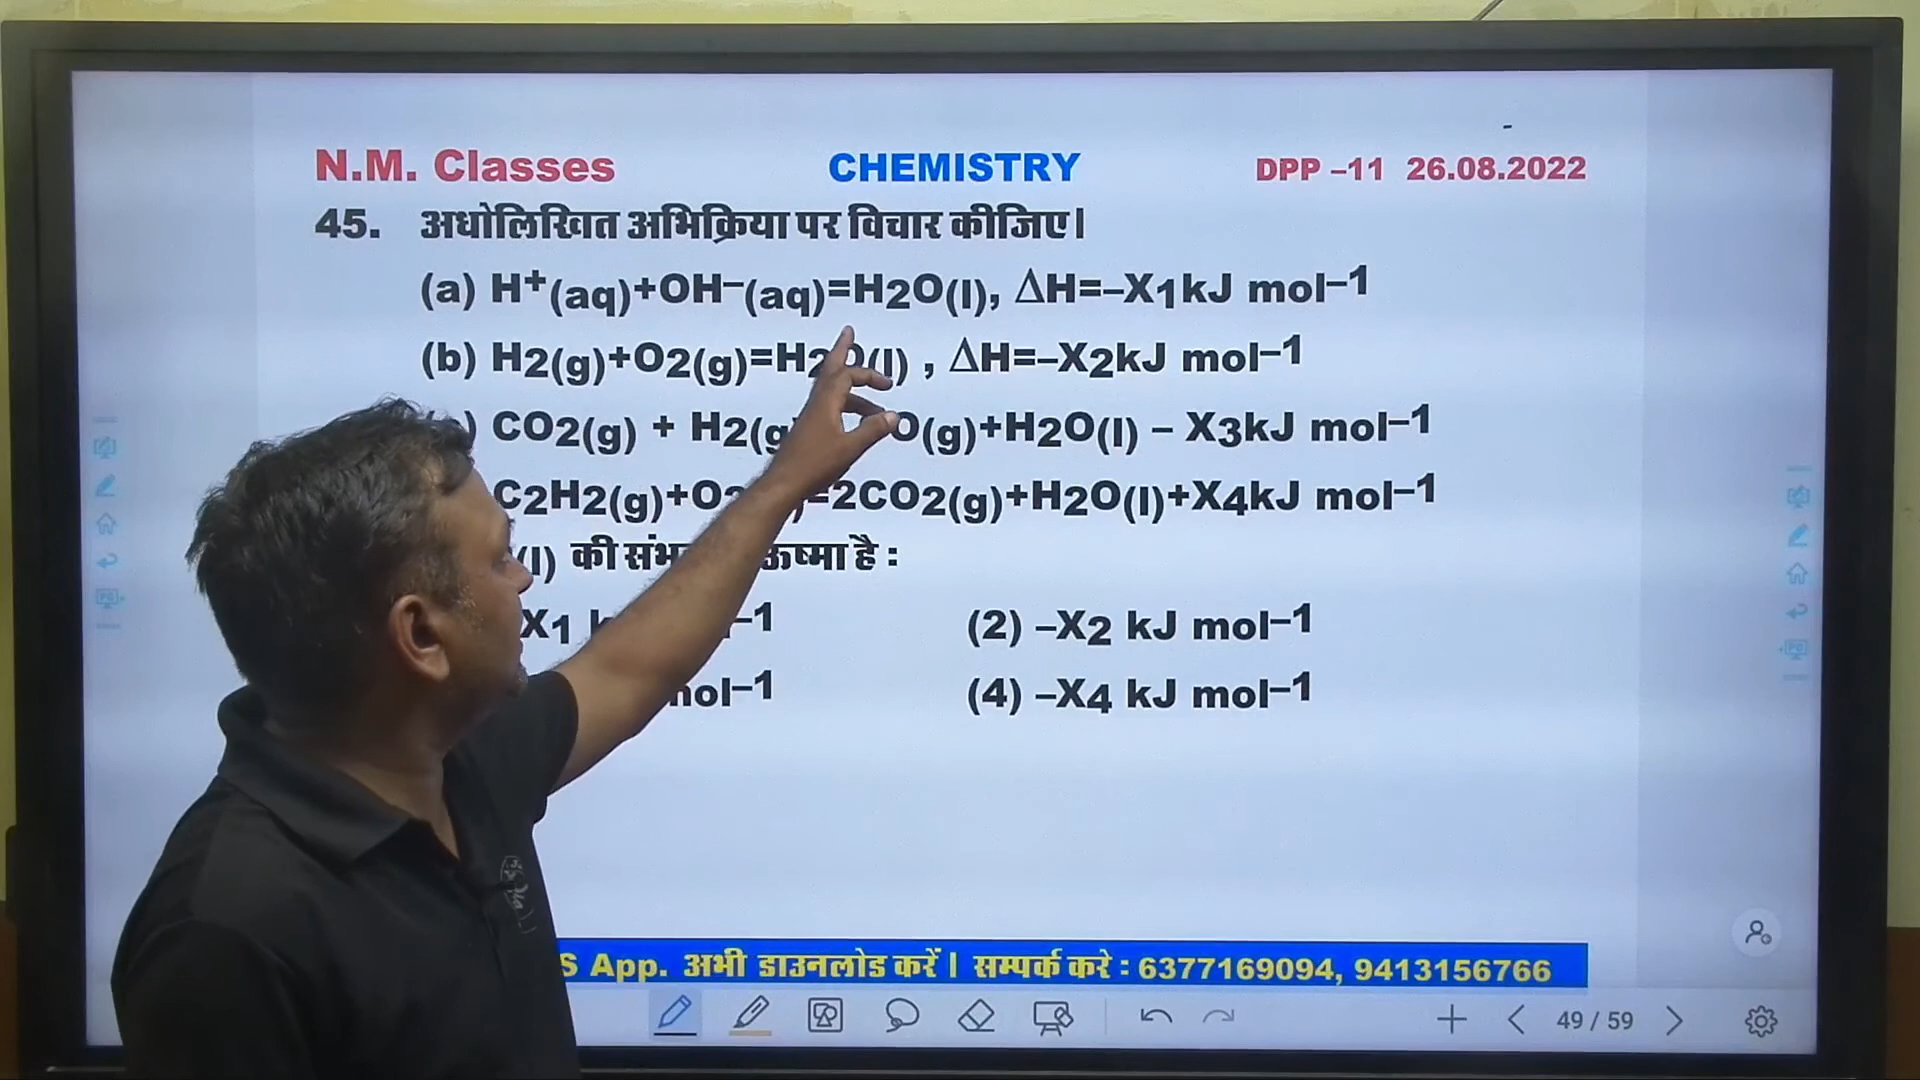 N.M. Classes CHEMISTRY DPP –11 26.08.2022
45. अधोलिखित अभिक्रिया पर विचार कीजिए।
(a) H+(aq)+OH–(aq)=H2O(l), ΔH=–X1kJ mol–1
(b) H2(g)+O2(g)=H2O(l) , ΔH=–X2kJ mol–1
) CO2(g) + H2(g O(g)+H2O(l) – X3kJ mol–1
C2H2(g)+O2 =2CO2(g)+H2O(l)+X4kJ mol–1
(l) की ऊष्मा है :
X1 –1 (2) –X2 kJ mol–1
mol–1 (4) –X4 kJ mol–1
S App. अभी डाउनलोड करें। सम्पर्क करे : 6377169094, 9413156766
49 / 59